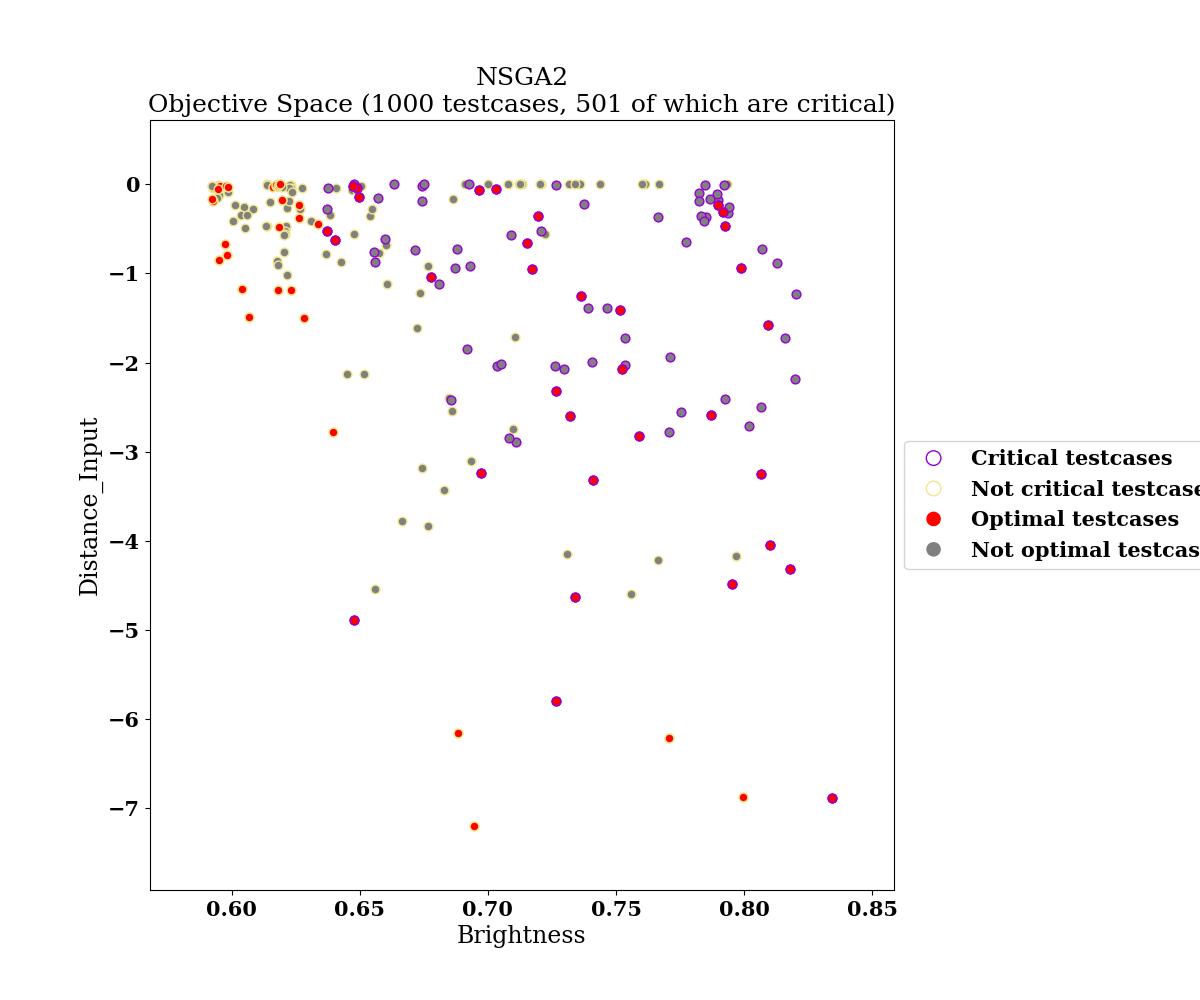 NSGA2
Objective Space (1000 testcases, 501 of which are critical)
0
−1
−2
−3
−4
−5
−6
−7
Distance_Input
0.60 0.65 0.70 0.75 0.80 0.85
Brightness
Critical testcases
Not critical testcase
Optimal testcases
Not optimal testcas